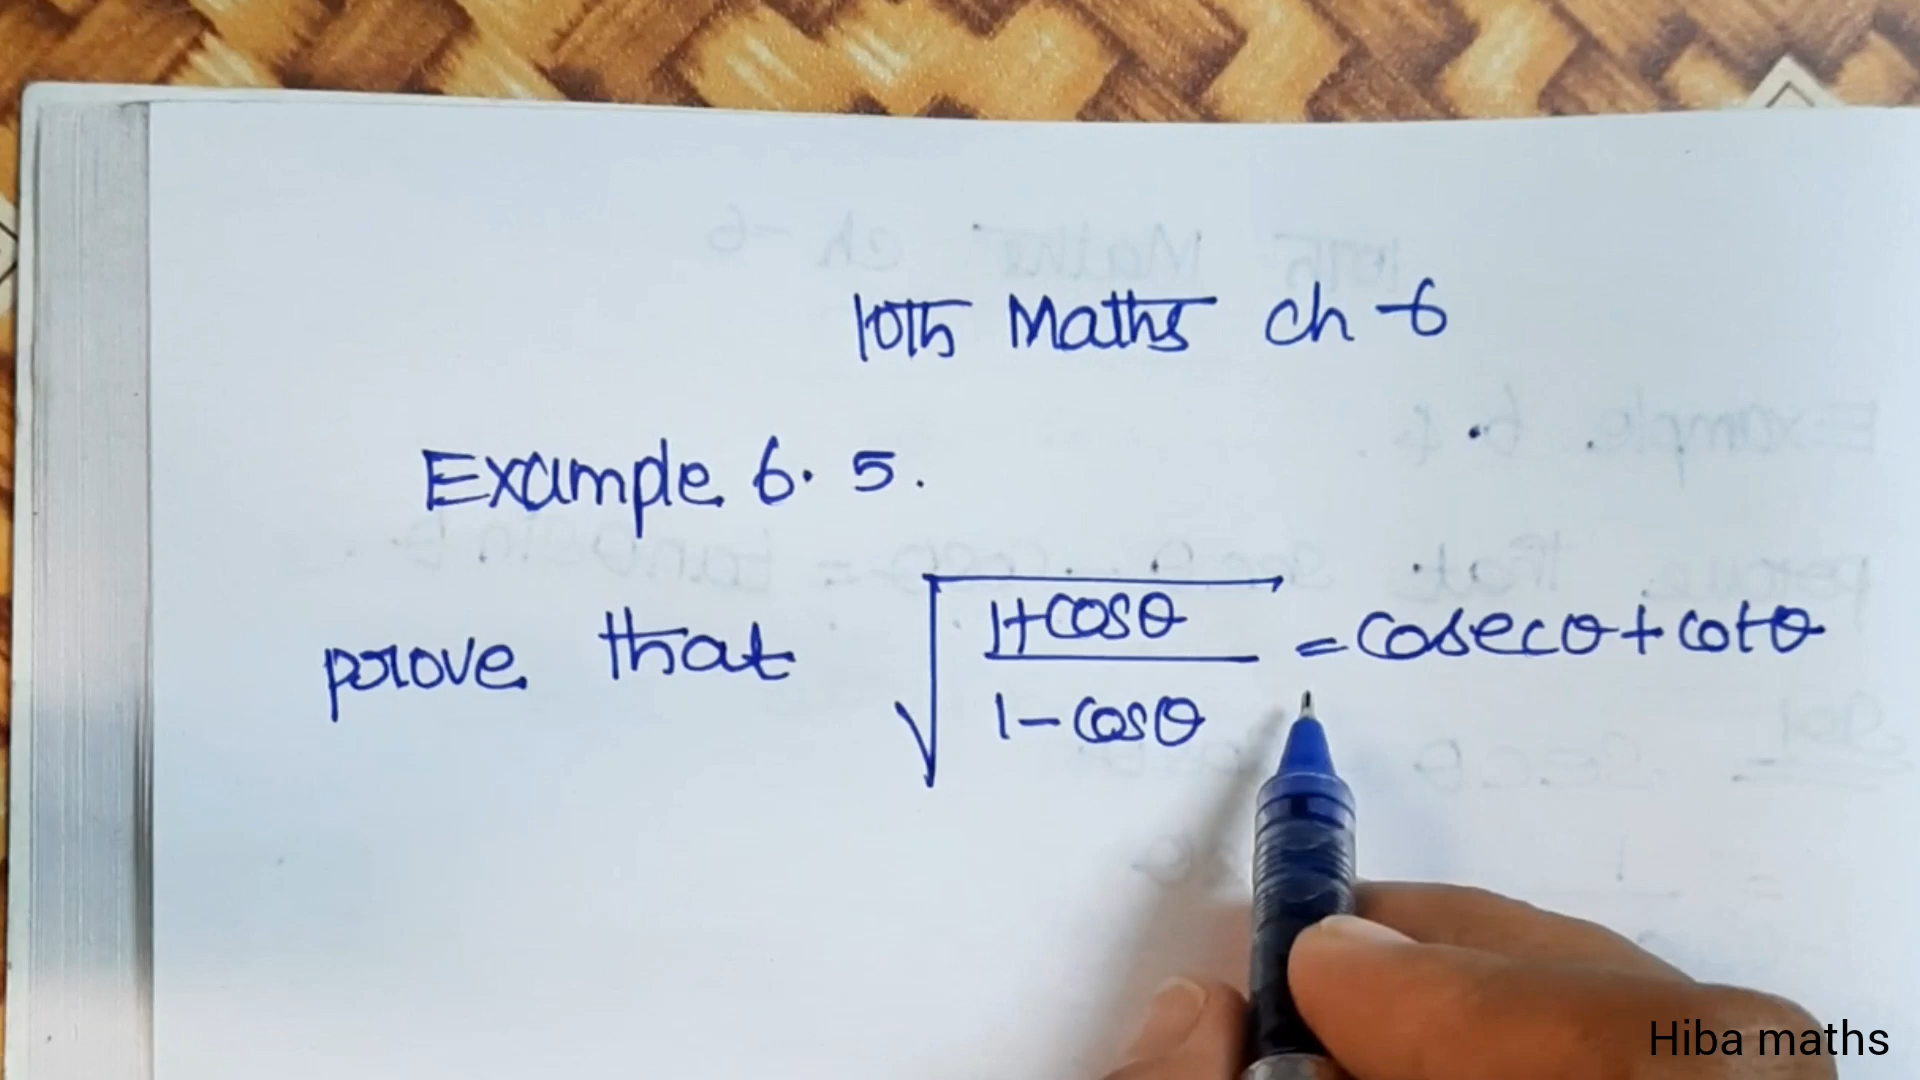 10th Maths ch-6
Example 6.5.
prove that √(1+cosθ / 1-cosθ) = cosecθ+cotθ
Hiba maths